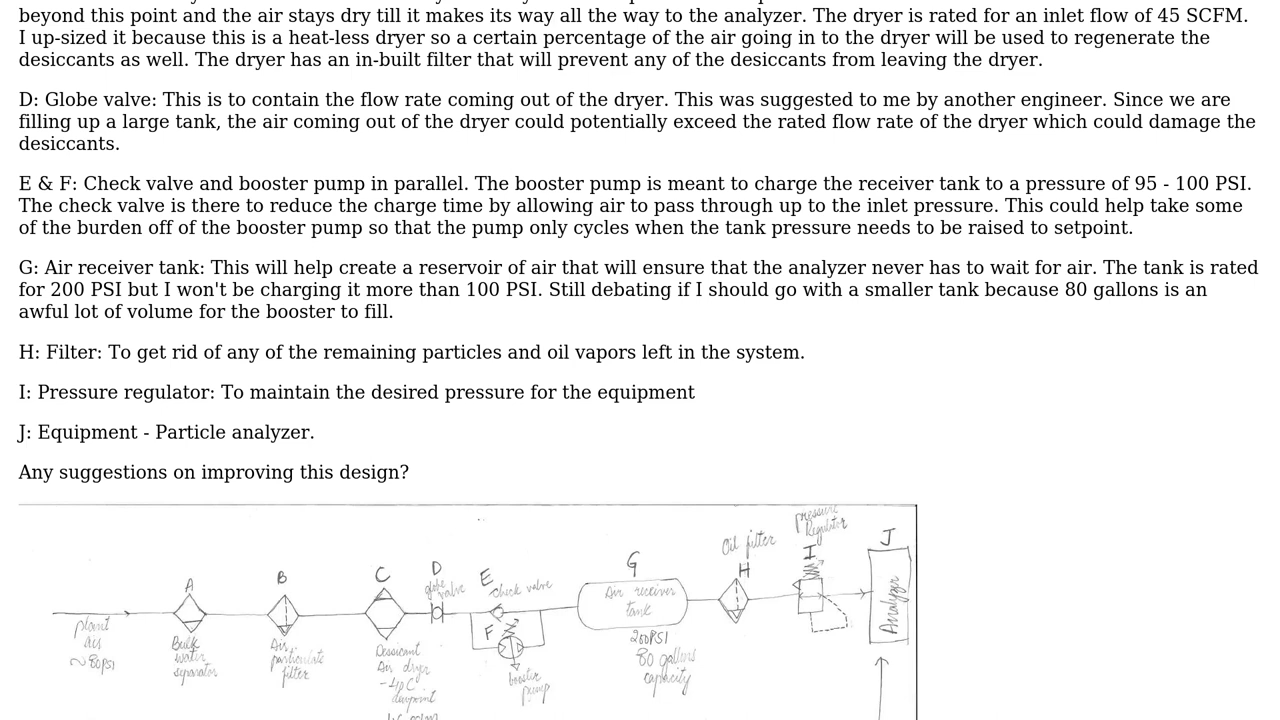 beyond this point and the air stays dry till it makes its way all the way to the analyzer. The dryer is rated for an inlet flow of 45 SCFM.
I up-sized it because this is a heat-less dryer so a certain percentage of the air going in to the dryer will be used to regenerate the
desiccants as well. The dryer has an in-built filter that will prevent any of the desiccants from leaving the dryer.
D: Globe valve: This is to contain the flow rate coming out of the dryer. This was suggested to me by another engineer. Since we are
filling up a large tank, the air coming out of the dryer could potentially exceed the rated flow rate of the dryer which could damage the
desiccants.
E & F: Check valve and booster pump in parallel. The booster pump is meant to charge the receiver tank to a pressure of 95 - 100 PSI.
The check valve is there to reduce the charge time by allowing air to pass through up to the inlet pressure. This could help take some
of the burden off of the booster pump so that the pump only cycles when the tank pressure needs to be raised to setpoint.
G: Air receiver tank: This will help create a reservoir of air that will ensure that the analyzer never has to wait for air. The tank is rated
for 200 PSI but I won't be charging it more than 100 PSI. Still debating if I should go with a smaller tank because 80 gallons is an
awful lot of volume for the booster to fill.
H: Filter: To get rid of any of the remaining particles and oil vapors left in the system.
I: Pressure regulator: To maintain the desired pressure for the equipment
J: Equipment - Particle analyzer.
Any suggestions on improving this design?
plant
air
~80PSI
A
Bulk
water
separator
B
Air
particulate
filter
C
Dessicant
Air dryer
-40C
dewpoint
D
globe
valve
E
check valve
F
booster
pump
G
Air receiver
tank
200PSI
80 gallons
capacity
Oil filter
H
pressure
Regulator
I
J
Analyzer